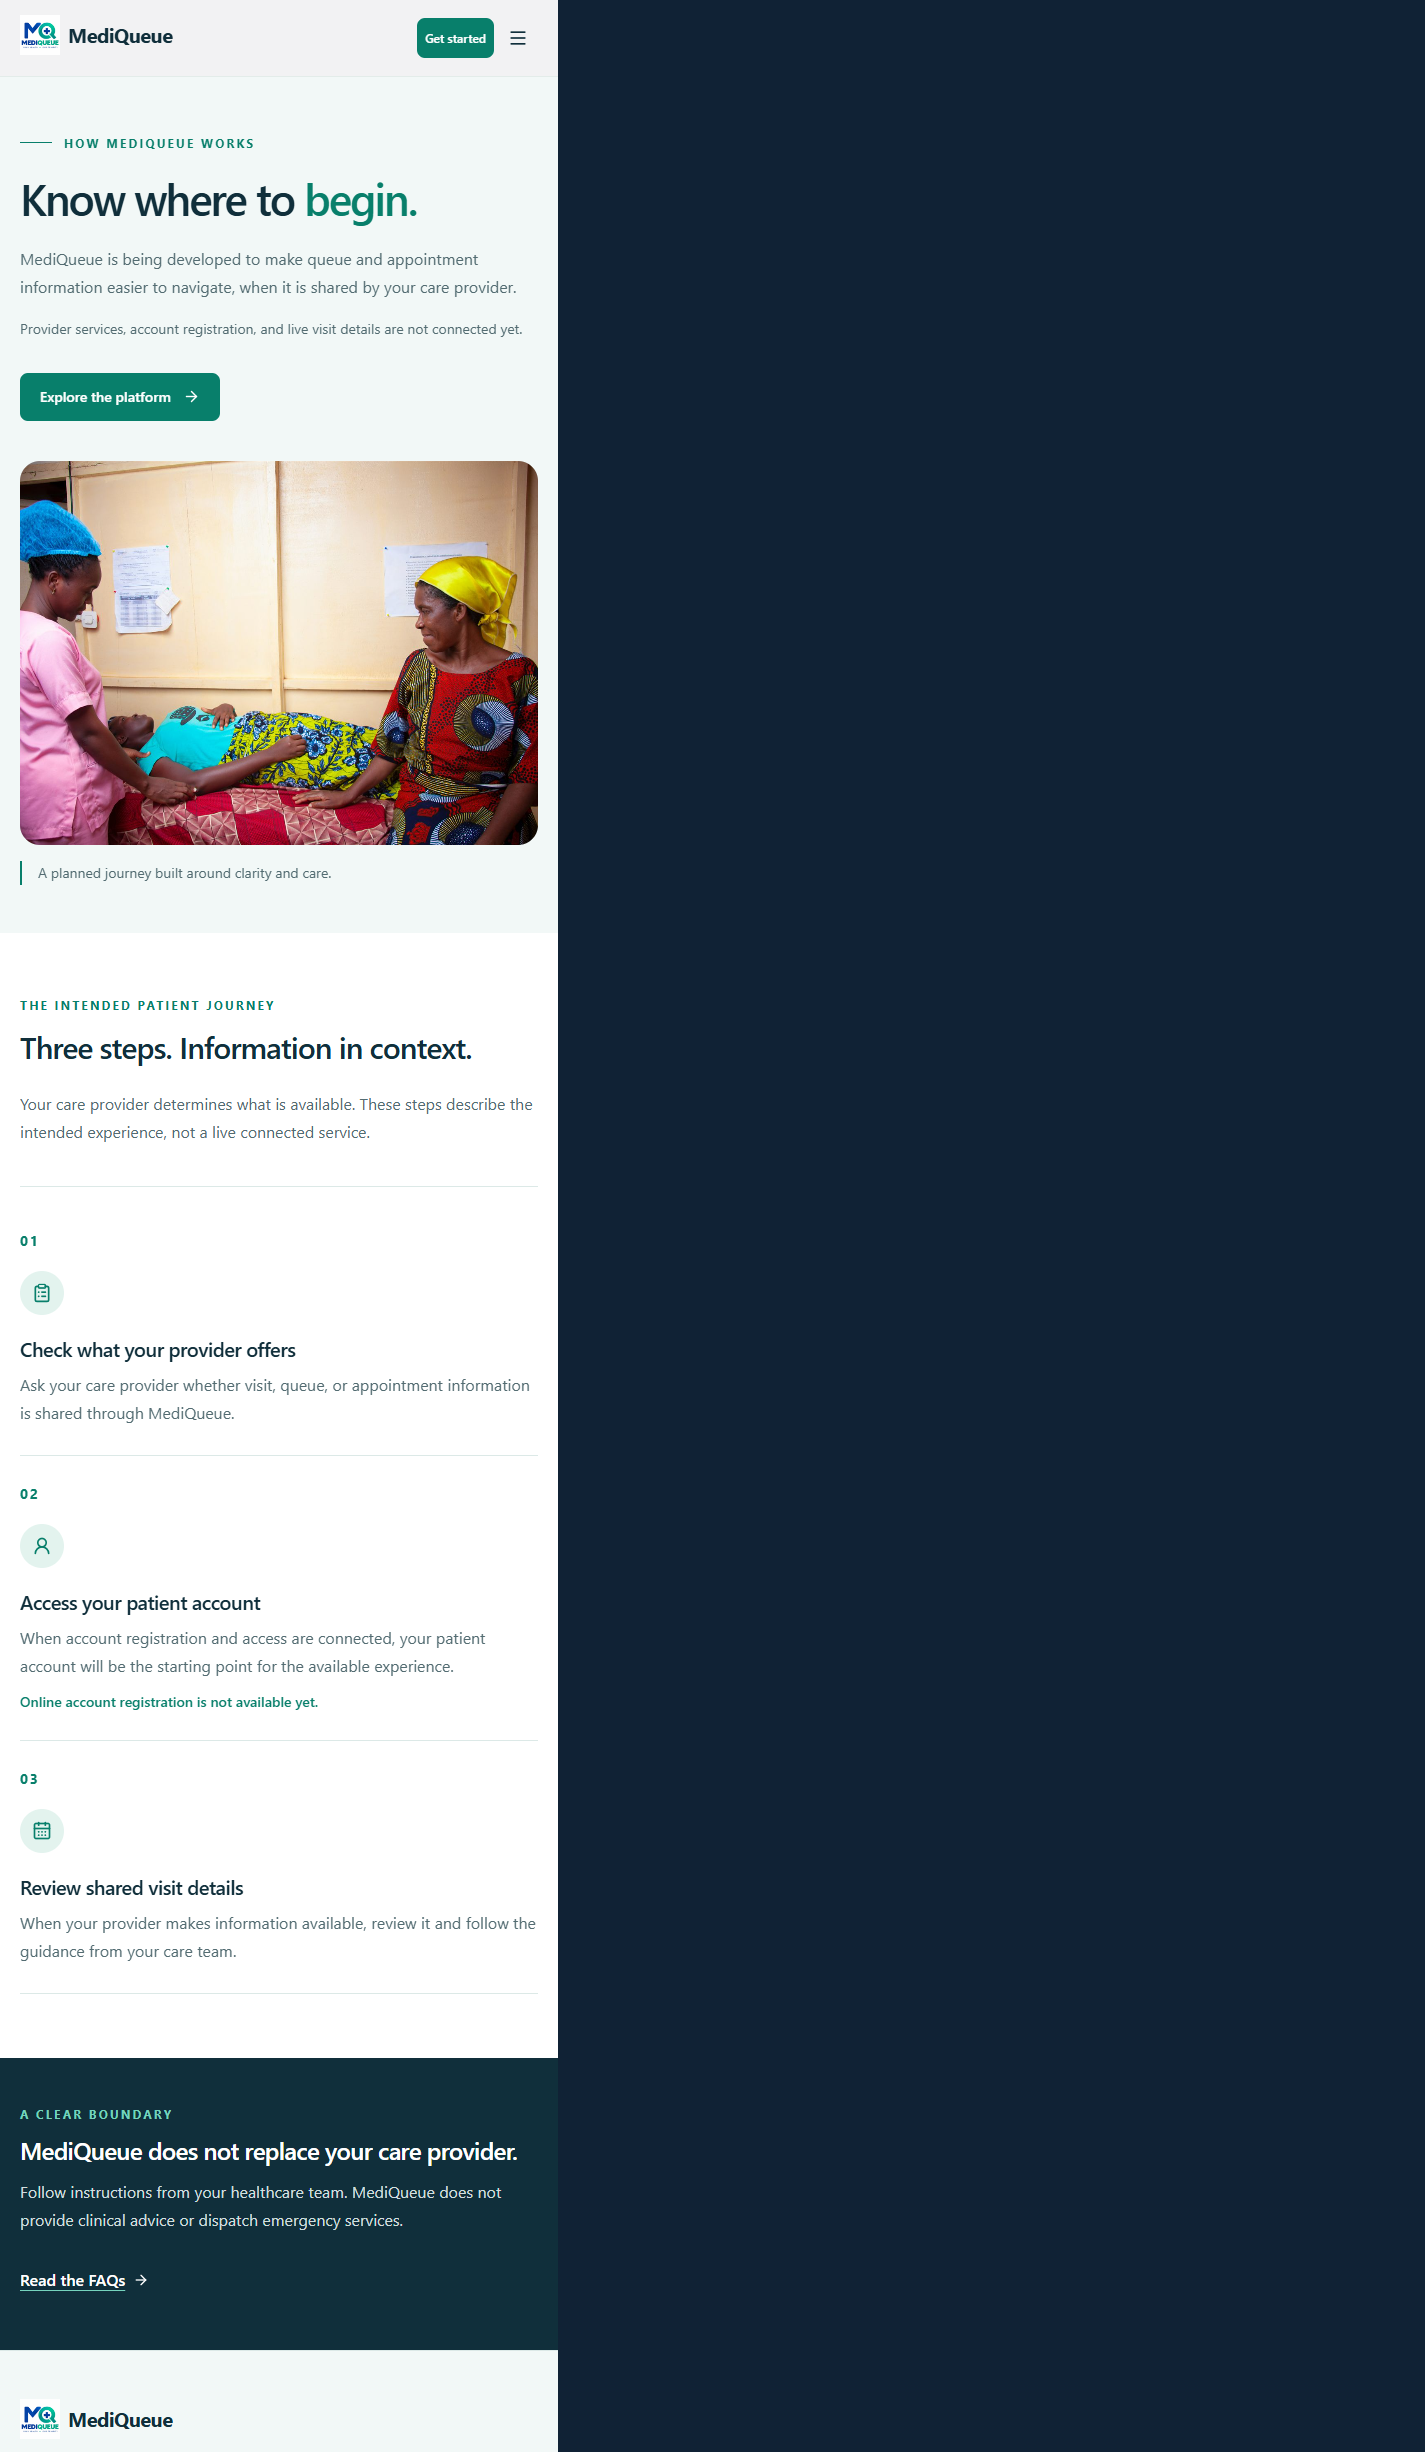 MQ
MEDIQUEUE
MediQueue
Get started
HOW MEDIQUEUE WORKS
Know where to begin.
MediQueue is being developed to make queue and appointment
information easier to navigate, when it is shared by your care provider.
Provider services, account registration, and live visit details are not connected yet.
Explore the platform
A planned journey built around clarity and care.
THE INTENDED PATIENT JOURNEY
Three steps. Information in context.
Your care provider determines what is available. These steps describe the
intended experience, not a live connected service.
01
Check what your provider offers
Ask your care provider whether visit, queue, or appointment information
is shared through MediQueue.
02
Access your patient account
When account registration and access are connected, your patient
account will be the starting point for the available experience.
Online account registration is not available yet.
03
Review shared visit details
When your provider makes information available, review it and follow the
guidance from your care team.
A CLEAR BOUNDARY
MediQueue does not replace your care provider.
Follow instructions from your healthcare team. MediQueue does not
provide clinical advice or dispatch emergency services.
Read the FAQs
MQ
MEDIQUEUE
MediQueue